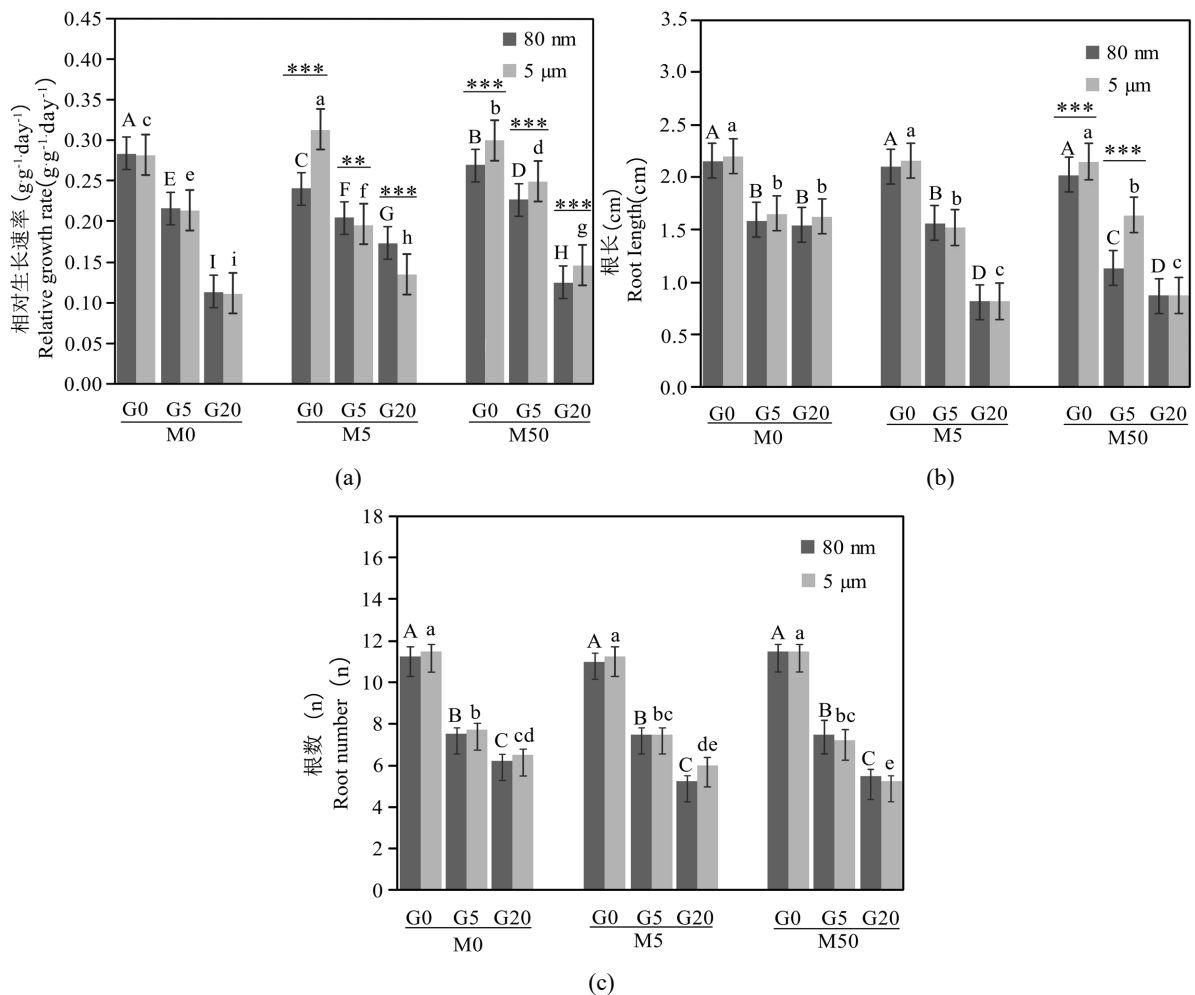 相对生长速率 (g·g⁻¹·day⁻¹)
Relative growth rate(g·g⁻¹·day⁻¹)
0.45
0.40
0.35
0.30
0.25
0.20
0.15
0.10
0.05
0.00
80 nm
5 μm
*** *** *** ** *** ***
A c E e I i
C a F f G h
B b D d H g
G0 G5 G20 G0 G5 G20 G0 G5 G20
M0 M5 M50
(a)
根长 (cm)
Root length(cm)
3.5
3.0
2.5
2.0
1.5
1.0
0.5
0.0
80 nm
5 μm
*** ***
A a B b B b
A a B b D c
A a C b D c
G0 G5 G20 G0 G5 G20 G0 G5 G20
M0 M5 M50
(b)
根数（n）
Root number（n）
18
16
14
12
10
8
6
4
2
0
80 nm
5 μm
A a B b C cd
A a B bc C de
A a B bc C e
G0 G5 G20 G0 G5 G20 G0 G5 G20
M0 M5 M50
(c)